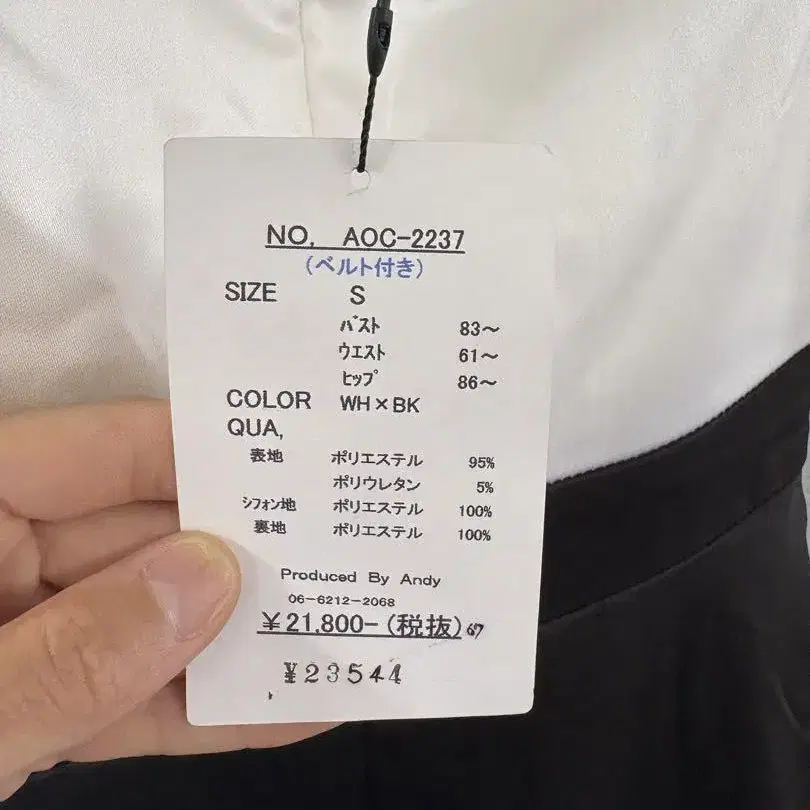 NO. AOC-2237
(ベルト付き)
SIZE S
バスト 83～
ウエスト 61～
ヒップ 86～
COLOR WH×BK
QUA,
表地 ポリエステル 95%
ポリウレタン 5%
シフォン地 ポリエステル 100%
裏地 ポリエステル 100%
Produced By Andy
06-6212-2068
￥21,800-(税抜)67
¥23544